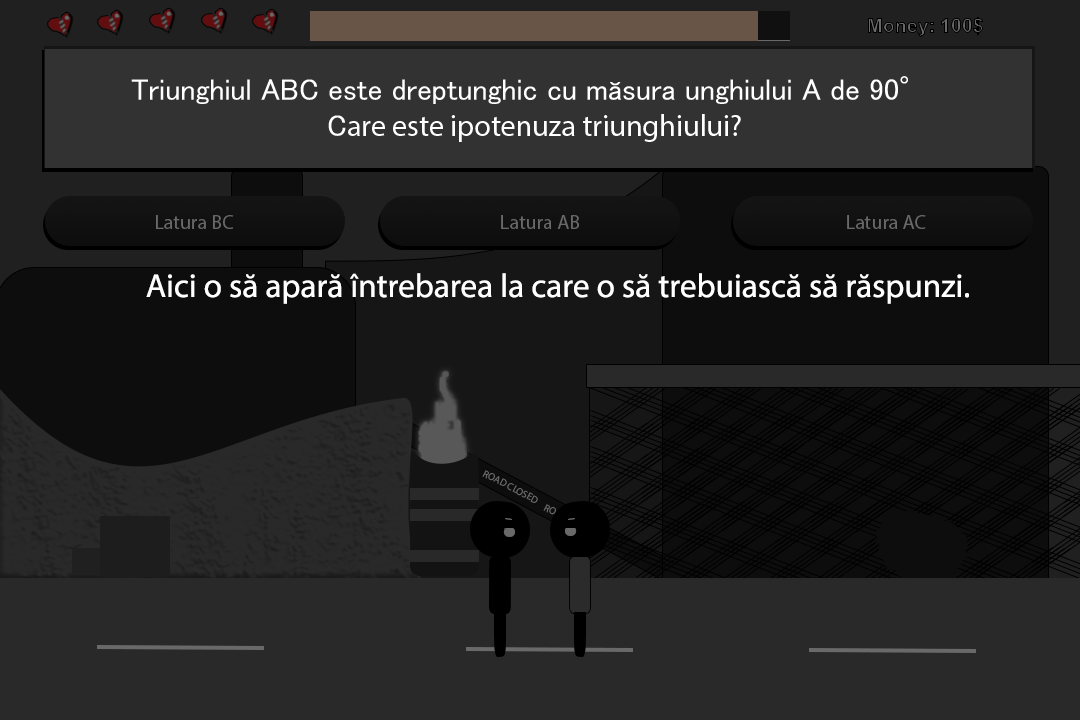 Money: 100$
Triunghiul ABC este dreptunghic cu măsura unghiului A de 90°
Care este ipotenuza triunghiului?
Latura BC
Latura AB
Latura AC
Aici o să apară întrebarea la care o să trebuiască să răspunzi.
ROAD CLOSED RO